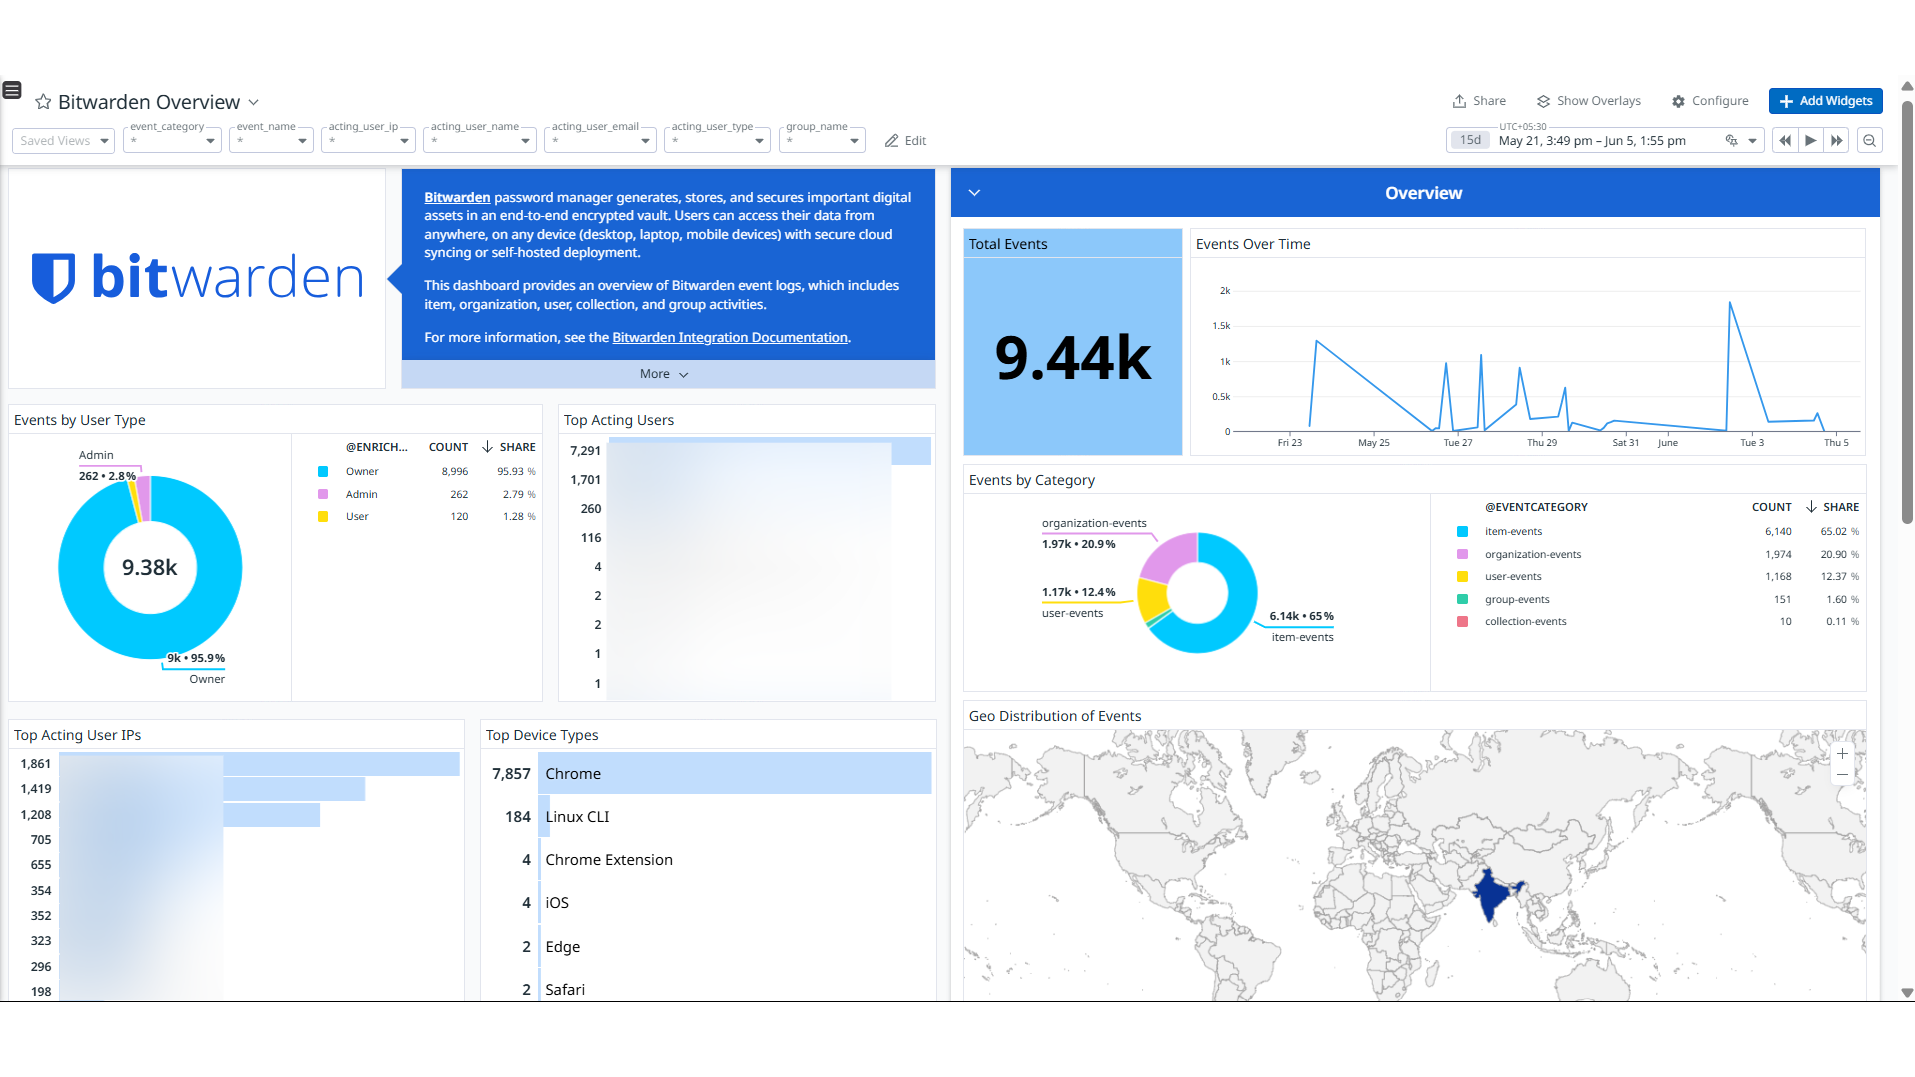 Bitwarden Overview
Share
Show Overlays
Configure
Add Widgets
Saved Views
event_category
*
event_name
*
acting_user_ip
*
acting_user_name
*
acting_user_email
*
acting_user_type
*
group_name
*
Edit
UTC+05:30
15d May 21, 3:49 pm – Jun 5, 1:55 pm
bitwarden
Bitwarden password manager generates, stores, and secures important digital
assets in an end-to-end encrypted vault. Users can access their data from
anywhere, on any device (desktop, laptop, mobile devices) with secure cloud
syncing or self-hosted deployment.
This dashboard provides an overview of Bitwarden event logs, which includes
item, organization, user, collection, and group activities.
For more information, see the Bitwarden Integration Documentation.
More
Events by User Type
Admin
262 • 2.8%
9.38k
9k • 95.9%
Owner
@ENRICH... COUNT SHARE
Owner 8,996 95.93 %
Admin 262 2.79 %
User 120 1.28 %
Top Acting Users
7,291
1,701
260
116
4
2
2
1
1
Top Acting User IPs
1,861
1,419
1,208
705
655
354
352
323
296
198
Top Device Types
7,857 Chrome
184 Linux CLI
4 Chrome Extension
4 iOS
2 Edge
2 Safari
Overview
Total Events
9.44k
Events Over Time
2k
1.5k
1k
0.5k
0
Fri 23 May 25 Tue 27 Thu 29 Sat 31 June Tue 3 Thu 5
Events by Category
organization-events
1.97k • 20.9%
1.17k • 12.4%
user-events
6.14k • 65%
item-events
@EVENTCATEGORY COUNT SHARE
item-events 6,140 65.02 %
organization-events 1,974 20.90 %
user-events 1,168 12.37 %
group-events 151 1.60 %
collection-events 10 0.11 %
Geo Distribution of Events
+
−